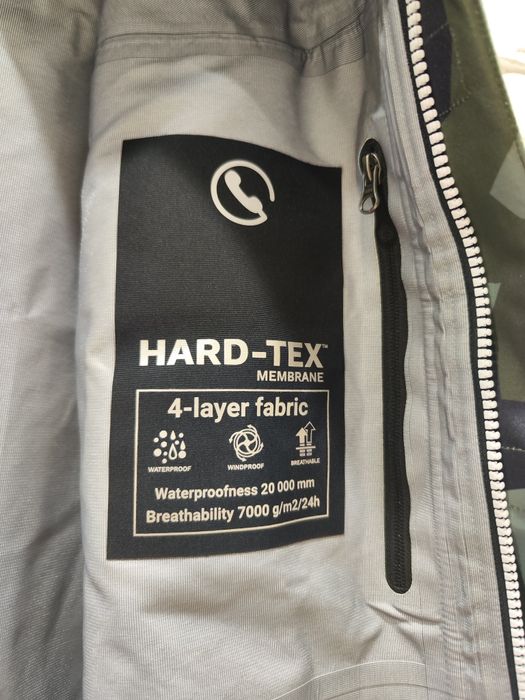 HARD-TEX™
MEMBRANE
4-layer fabric
WATERPROOF WINDPROOF BREATHABLE
Waterproofness 20 000 mm
Breathability 7000 g/m2/24h